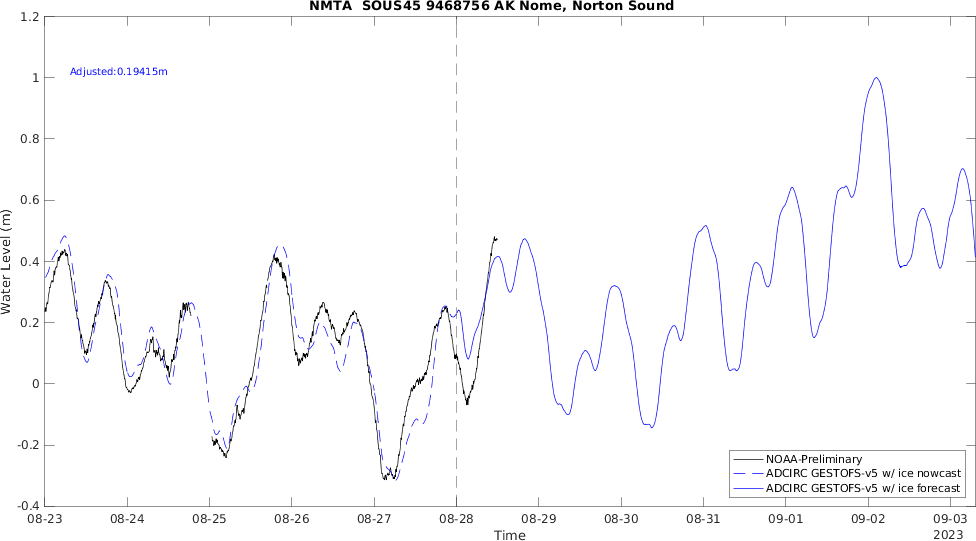 NMTA  SOUS45 9468756 AK Nome, Norton Sound
Adjusted:0.19415m
Water Level (m)
1.2
1
0.8
0.6
0.4
0.2
0
-0.2
-0.4
NOAA-Preliminary
ADCIRC GESTOFS-v5 w/ ice nowcast
ADCIRC GESTOFS-v5 w/ ice forecast
08-23 08-24 08-25 08-26 08-27 08-28 08-29 08-30 08-31 09-01 09-02 09-03
Time
2023